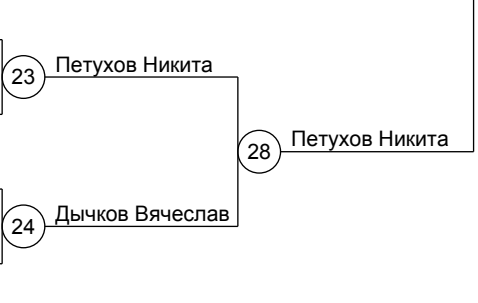 Петухов Никита
23
Петухов Никита
28
Дычков Вячеслав
24